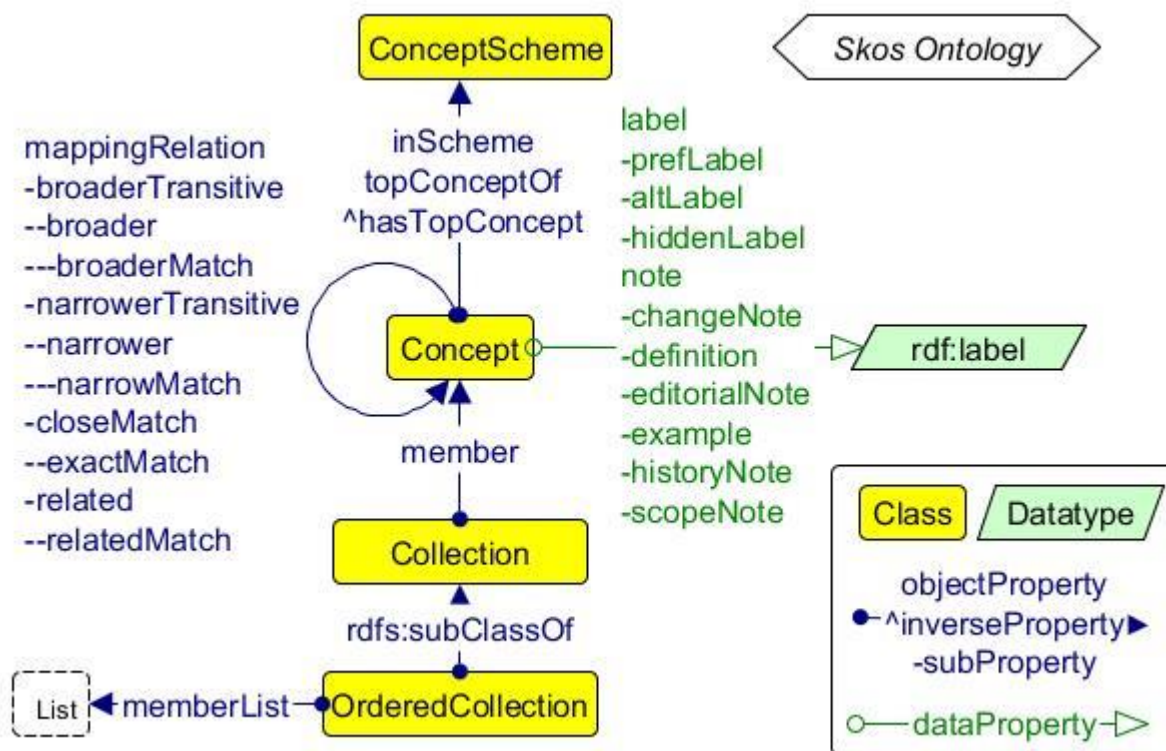 ConceptScheme
Skos Ontology
mappingRelation
-broaderTransitive
--broader
---broaderMatch
-narrowerTransitive
--narrower
---narrowMatch
-closeMatch
--exactMatch
-related
--relatedMatch
inScheme
topConceptOf
^hasTopConcept
label
-prefLabel
-altLabel
-hiddenLabel
note
-changeNote
-definition
-editorialNote
-example
-historyNote
-scopeNote
Concept
rdf:label
member
Collection
rdfs:subClassOf
OrderedCollection
memberList
List
Class
Datatype
objectProperty
^inverseProperty
-subProperty
dataProperty